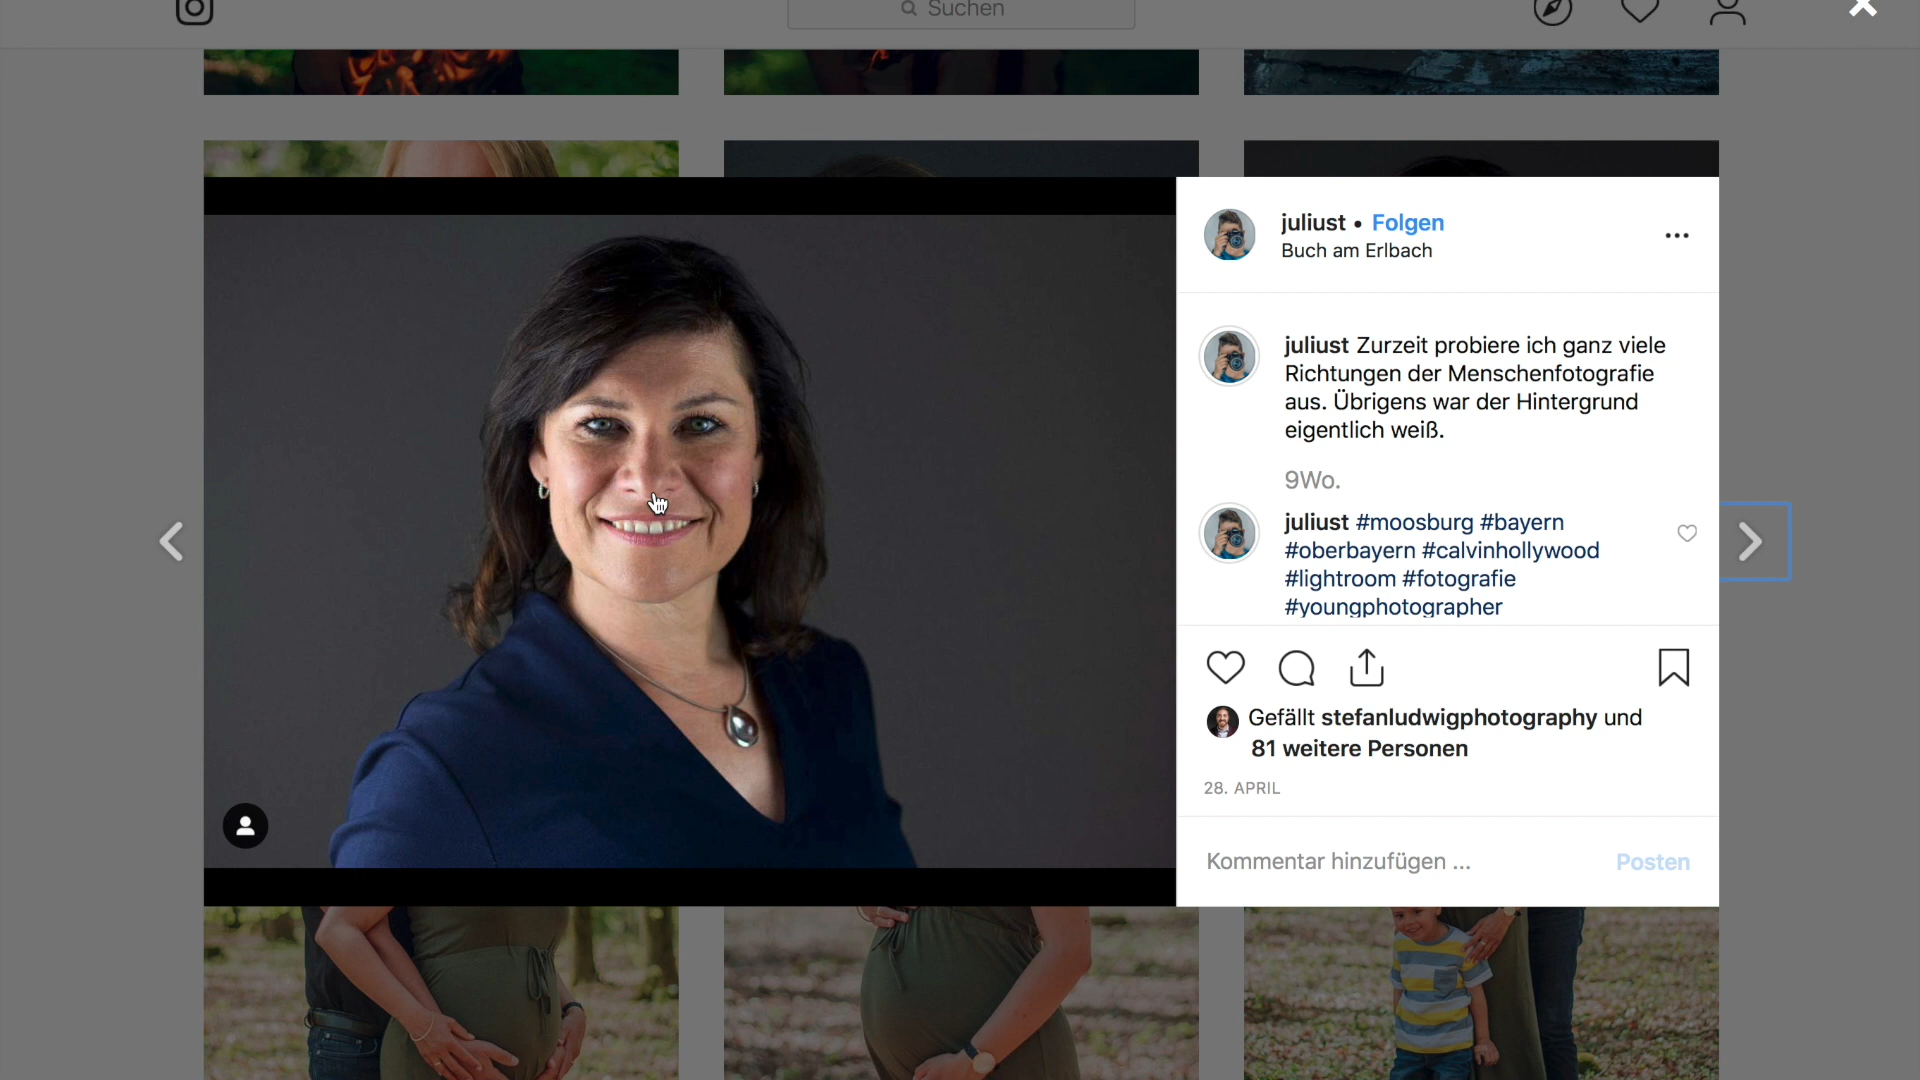 Suchen
juliust • Folgen
Buch am Erlbach
juliust Zurzeit probiere ich ganz viele
Richtungen der Menschenfotografie
aus. Übrigens war der Hintergrund
eigentlich weiß.
9Wo.
juliust #moosburg #bayern
#oberbayern #calvinhollywood
#lightroom #fotografie
#youngphotographer
Gefällt stefanludwigphotography und
81 weitere Personen
28. APRIL
Kommentar hinzufügen ...
Posten